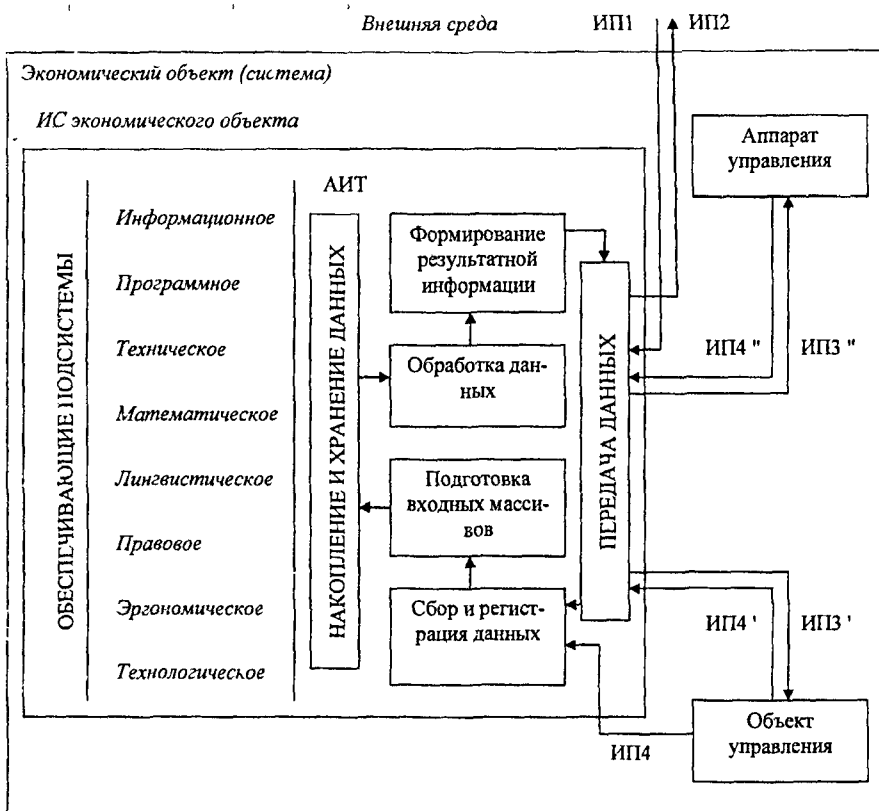 Внешняя среда
ИП1
ИП2
Экономический объект (система)
ИС экономического объекта
Аппарат
управления
АИТ
ОБЕСПЕЧИВАЮЩИЕ ПОДСИСТЕМЫ
Информационное
Программное
Техническое
Математическое
Лингвистическое
Правовое
Эргономическое
Технологическое
НАКОПЛЕНИЕ И ХРАНЕНИЕ ДАННЫХ
Формирование
результатной
информации
Обработка дан-
ных
Подготовка
входных масси-
вов
Сбор и регист-
рация данных
ПЕРЕДАЧА ДАННЫХ
ИП4 "
ИП3 "
ИП4 '
ИП3 '
ИП4
Объект
управления